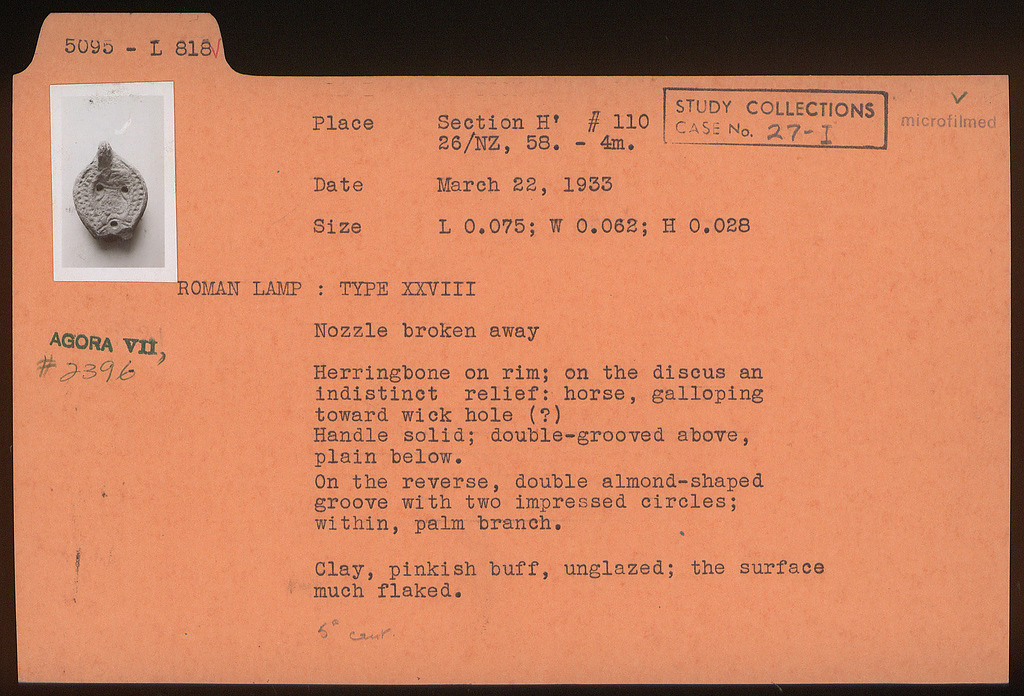 5095 - L 818
Place Section H' # 110
26/NZ, 58. - 4m.
STUDY COLLECTIONS
CASE No. 27-I
microfilmed
Date March 22, 1933
Size L 0.075; W 0.062; H 0.028
ROMAN LAMP : TYPE XXVIII
AGORA VII,
# 2396
Nozzle broken away
Herringbone on rim; on the discus an
indistinct relief: horse, galloping
toward wick hole (?)
Handle solid; double-grooved above,
plain below.
On the reverse, double almond-shaped
groove with two impressed circles;
within, palm branch.
Clay, pinkish buff, unglazed; the surface
much flaked.
5